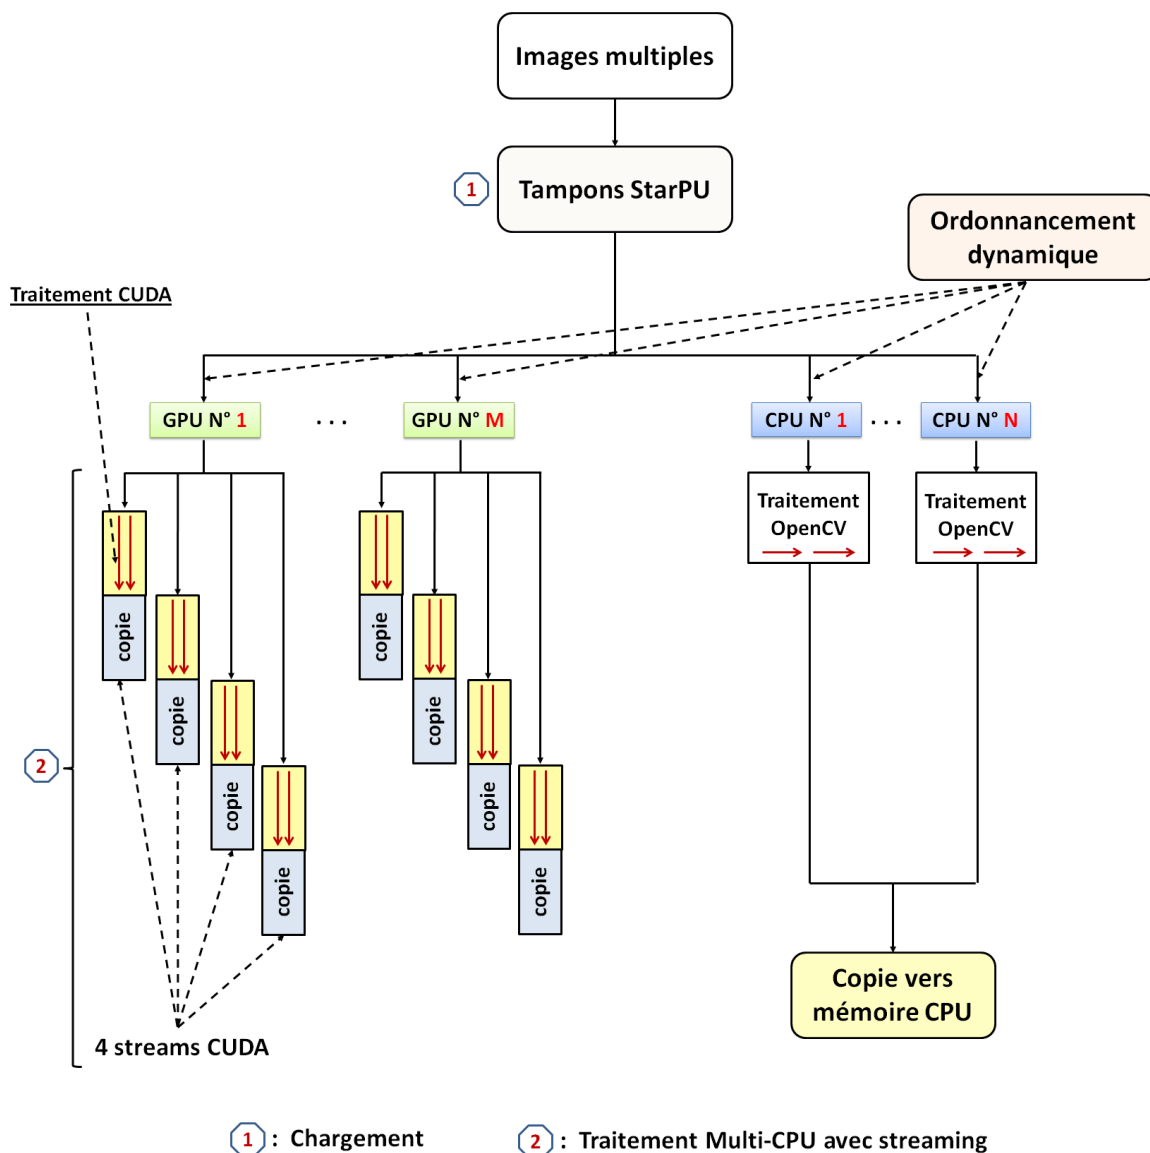 Images multiples
1
Tampons StarPU
Ordonnancement
dynamique
Traitement CUDA
GPU N° 1
. . .
GPU N° M
CPU N° 1
. . .
CPU N° N
Traitement
OpenCV
Traitement
OpenCV
copie
copie
copie
copie
copie
copie
copie
copie
2
Copie vers
mémoire CPU
4 streams CUDA
1 : Chargement
2 : Traitement Multi-CPU avec streaming